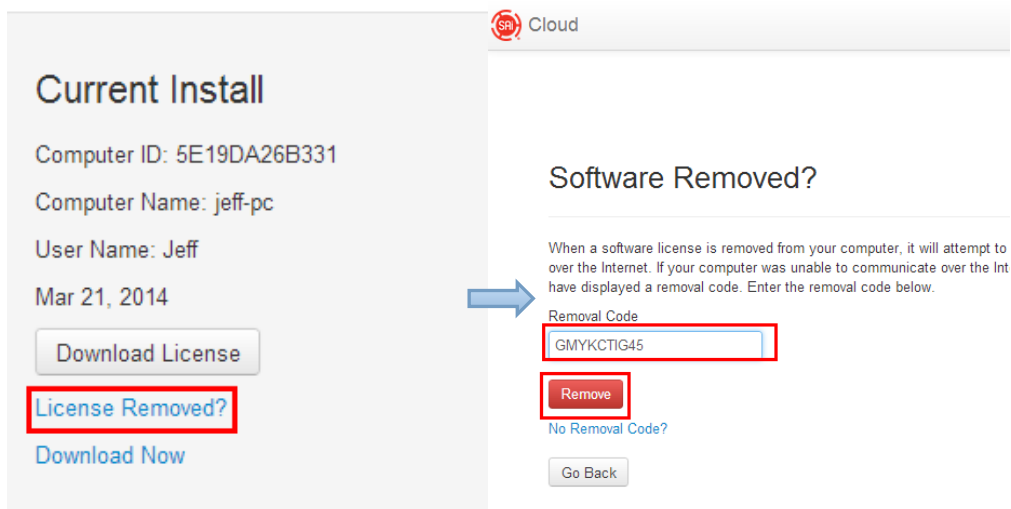 Current Install
Computer ID: 5E19DA26B331
Computer Name: jeff-pc
User Name: Jeff
Mar 21, 2014
Download License
License Removed?
Download Now
SAi Cloud
Software Removed?
When a software license is removed from your computer, it will attempt to
over the Internet. If your computer was unable to communicate over the Int
have displayed a removal code. Enter the removal code below.
Removal Code
GMYKCTIG45
Remove
No Removal Code?
Go Back